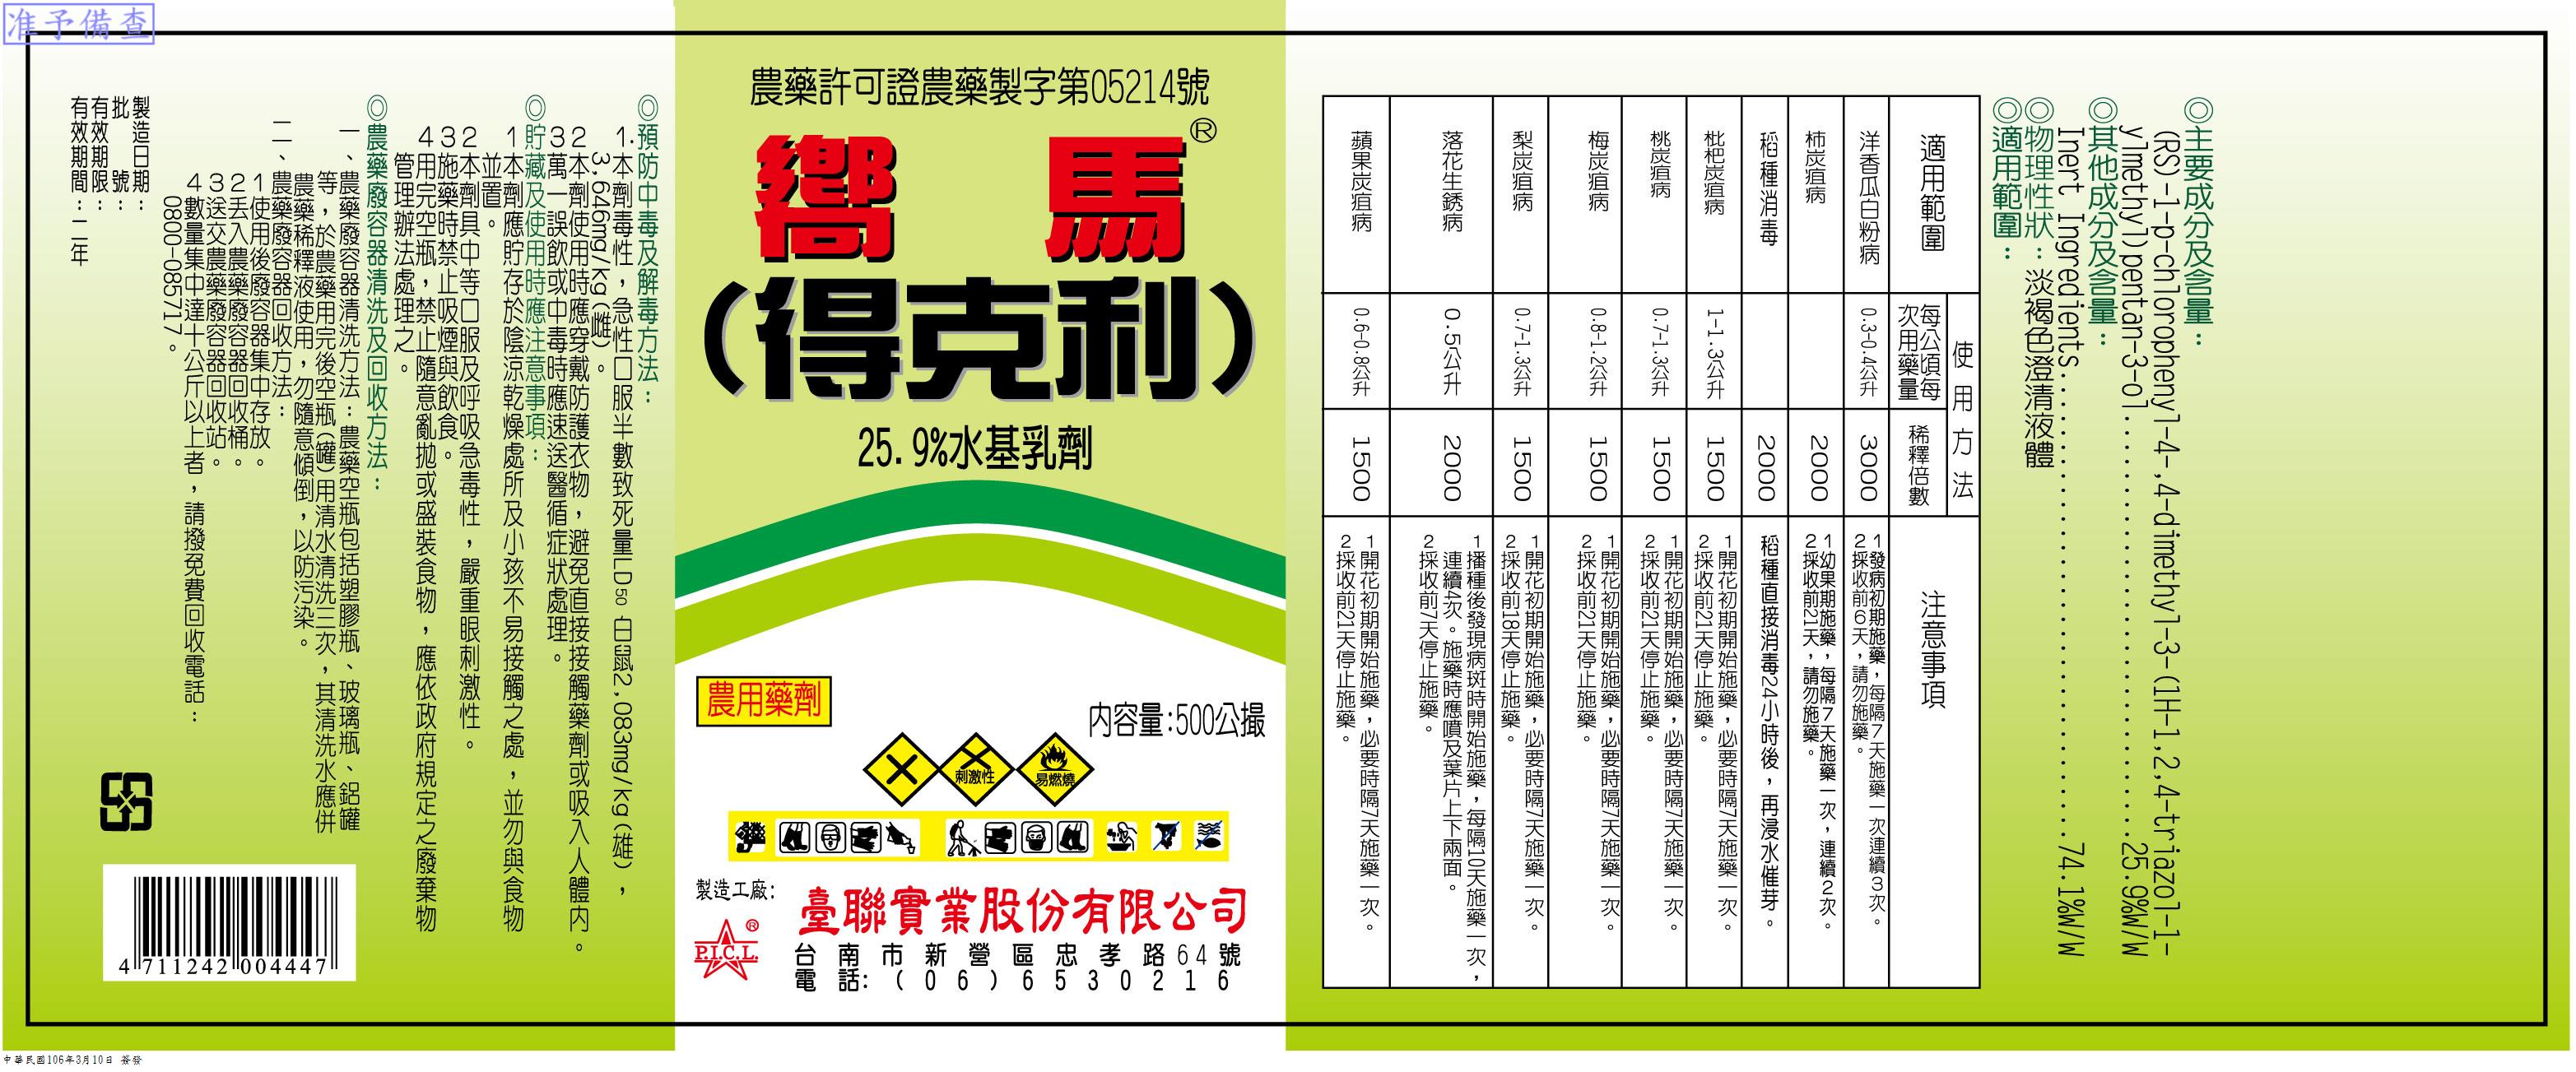 准予備查
◎主要成分及含量：
(RS)-1-p-chlorophenyl-4-,4-dimethyl-3-(1H-1,2,4-triazol-1-
ylmethyl)pentan-3-ol..........25.9%W/W
◎其他成分及含量：
Inert Ingredients..........74.1%W/W
◎物理性狀：淡褐色澄清液體
◎適用範圍：
適用範圍
使用方法
每公頃每次用藥量
稀釋倍數
注意事項
洋香瓜白粉病 0.3-0.4公升 3000 1發病初期施藥，每隔7天施藥一次連續3次。
2採收前6天，請勿施藥。
柿炭疽病 2000 1幼果期施藥，每隔7天施藥一次，連續2次。
2採收前21天，請勿施藥。
稻種消毒 2000 稻種直接消毒24小時後，再浸水催芽。
枇杷炭疽病 1-1.3公升 1500 1開花初期開始施藥，必要時隔7天施藥一次。
2採收前21天停止施藥。
桃炭疽病 0.7-1.3公升 1500 1開花初期開始施藥，必要時隔7天施藥一次。
2採收前21天停止施藥。
梅炭疽病 0.8-1.2公升 1500 1開花初期開始施藥，必要時隔7天施藥一次。
2採收前21天停止施藥。
梨炭疽病 0.7-1.3公升 1500 1開花初期開始施藥，必要時隔7天施藥一次。
2採收前18天停止施藥。
落花生銹病 0.5公升 2000 1播種後發現病斑時開始施藥，每隔10天施藥一次，
連續4次。施藥時應噴及葉片上下兩面。
2採收前7天停止施藥。
蘋果炭疽病 0.6-0.8公升 1500 1開花初期開始施藥，必要時隔7天施藥一次。
2採收前21天停止施藥。
農藥許可證農藥製字第05214號
嚮馬®
(得克利)
25.9%水基乳劑
農用藥劑
內容量:500公撮
刺激性
易燃燒
製造工廠:
臺聯實業股份有限公司
P.I.C.L.®
台南市新營區忠孝路64號
電話:(06)6530216
◎預防中毒及解毒方法：
1.本劑毒性，急性口服半數致死量LD50 白鼠2,083mg/kg(雄)，
3,646mg/kg(雌)。
2本劑使用時應穿戴防護衣物，避免直接接觸藥劑或吸入人體內。
3萬一誤飲或中毒時應速送醫循症狀處理。
◎貯藏及使用時應注意事項：
1本劑應貯存於陰涼乾燥處所及小孩不易接觸之處，並勿與食物
並置。
2本劑具中等口服及呼吸急毒性，嚴重眼刺激性。
3施藥時禁止吸煙與飲食。
4用完空瓶，禁止隨意亂拋或盛裝食物，應依政府規定之廢棄物
管理辦法處理之。
◎農藥廢容器清洗及回收方法：
一、農藥廢容器清洗方法：農藥空瓶包括塑膠瓶、玻璃瓶、鋁罐
等，於農藥用完後空瓶(罐)用清水清洗三次，其清洗水應併
農藥稀釋液使用，勿隨意傾倒，以防污染。
二、農藥廢容器回收方法：
1使用後廢容器集中存放。
2丟入農藥廢容器回收桶。
3送交農藥廢容器回收站。
4數量集中達十公斤以上者，請撥免費回收電話：
0800-085717。
製造日期：
批號：
有效期限：
有效期間：二年
4 711242 004447
中華民國106年3月10日 簽發